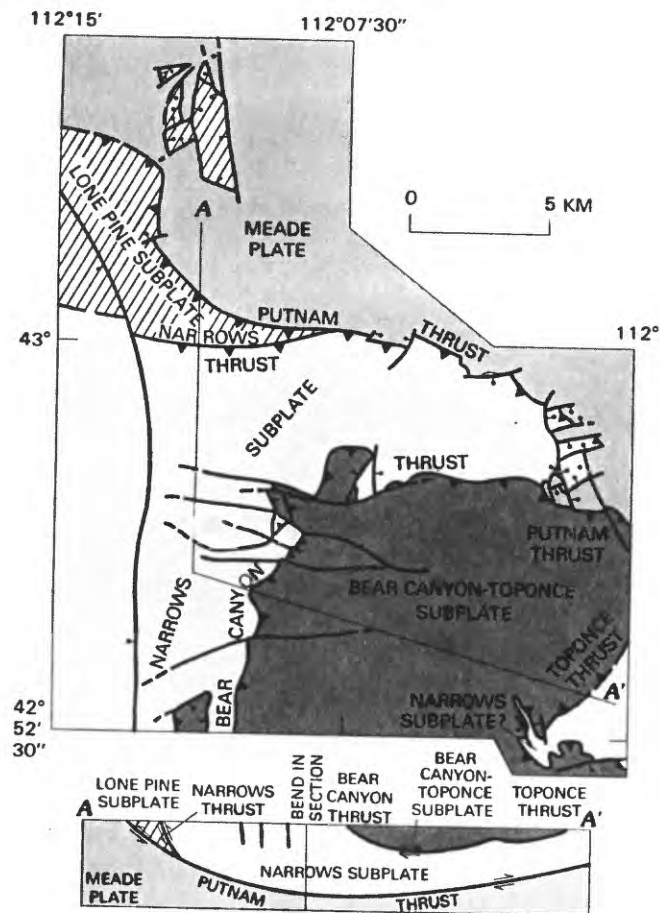 112°15'
112°07'30"
LONE PINE SUBPLATE
A
MEADE
PLATE
0 5 KM
PUTNAM
THRUST
43°
NARROWS
THRUST
112°
SUBPLATE
THRUST
PUTNAM
THRUST
BEAR CANYON-TOPONCE
SUBPLATE
NARROWS
CANYON
BEAR
TOPONCE
THRUST
A'
NARROWS
SUBPLATE?
42°
52'
30"
LONE PINE
SUBPLATE
NARROWS
THRUST
BEND IN
SECTION
BEAR
CANYON
THRUST
BEAR
CANYON-
TOPONCE
SUBPLATE
TOPONCE THRUST
A
A'
NARROWS SUBPLATE
MEADE
PLATE
PUTNAM
THRUST